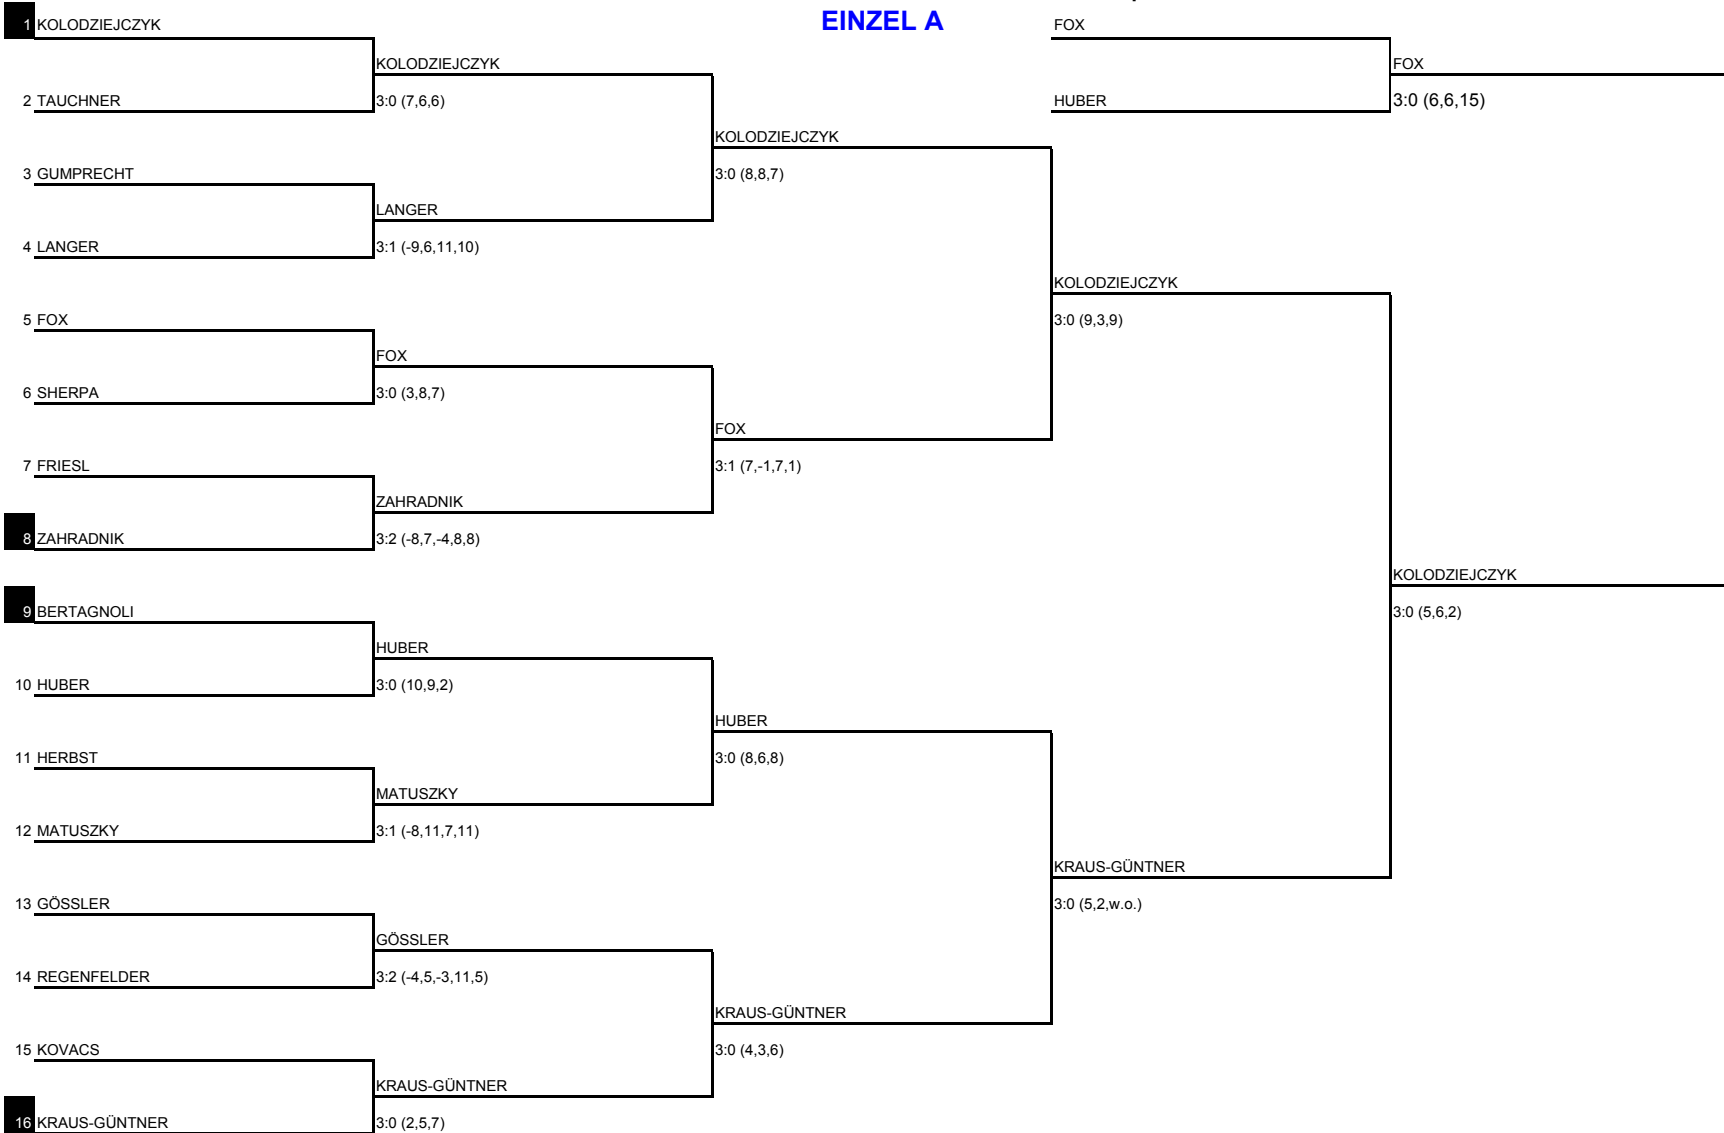 EINZEL A
1 KOLODZIEJCZYK
FOX
KOLODZIEJCZYK
FOX
2 TAUCHNER
3:0 (7,6,6)
HUBER
3:0 (6,6,15)
KOLODZIEJCZYK
3 GUMPRECHT
3:0 (8,8,7)
LANGER
4 LANGER
3:1 (-9,6,11,10)
KOLODZIEJCZYK
5 FOX
3:0 (9,3,9)
FOX
6 SHERPA
3:0 (3,8,7)
FOX
7 FRIESL
3:1 (7,-1,7,1)
ZAHRADNIK
8 ZAHRADNIK
3:2 (-8,7,-4,8,8)
KOLODZIEJCZYK
9 BERTAGNOLI
3:0 (5,6,2)
HUBER
10 HUBER
3:0 (10,9,2)
HUBER
11 HERBST
3:0 (8,6,8)
MATUSZKY
12 MATUSZKY
3:1 (-8,11,7,11)
KRAUS-GÜNTNER
13 GÖSSLER
3:0 (5,2,w.o.)
GÖSSLER
14 REGENFELDER
3:2 (-4,5,-3,11,5)
KRAUS-GÜNTNER
15 KOVACS
3:0 (4,3,6)
KRAUS-GÜNTNER
16 KRAUS-GÜNTNER
3:0 (2,5,7)